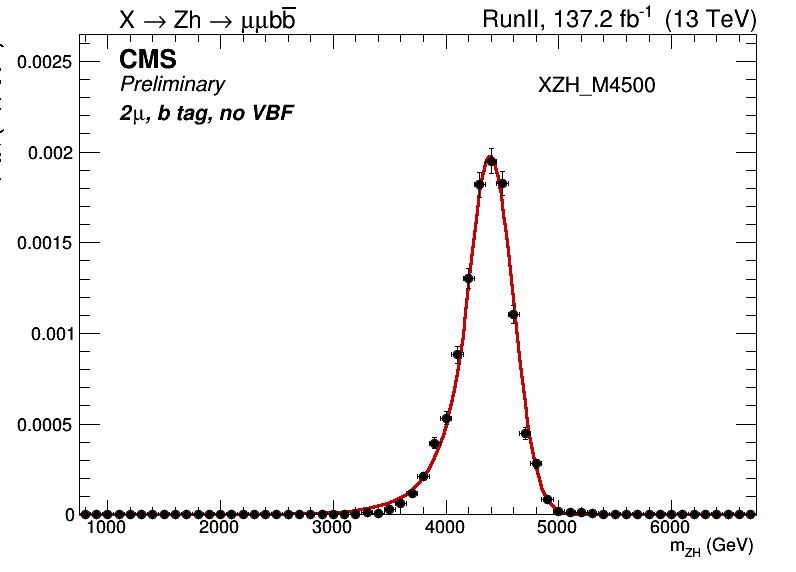 X → Zh → μμbb̅
RunII, 137.2 fb⁻¹ (13 TeV)
CMS
Preliminary
2μ, b tag, no VBF
XZH_M4500
0.0025
0.002
0.0015
0.001
0.0005
0
1000 2000 3000 4000 5000 6000
m_ZH (GeV)